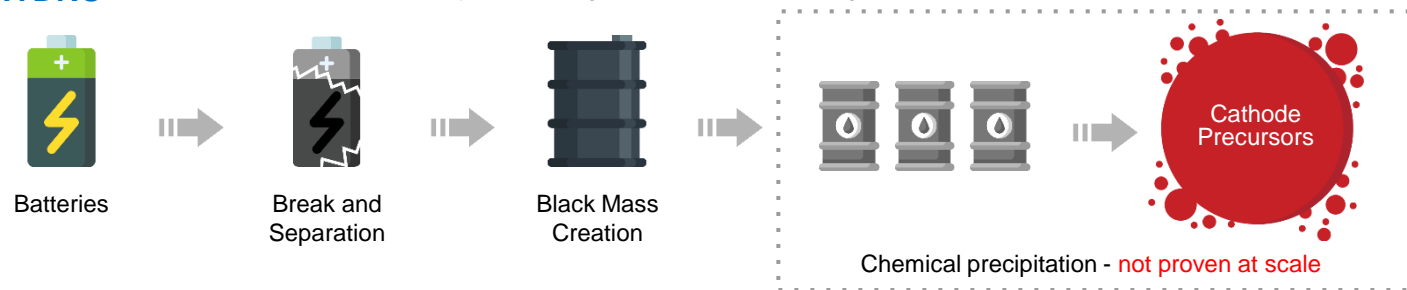 Batteries
Break and
Separation
Black Mass
Creation
Cathode
Precursors
Chemical precipitation - not proven at scale